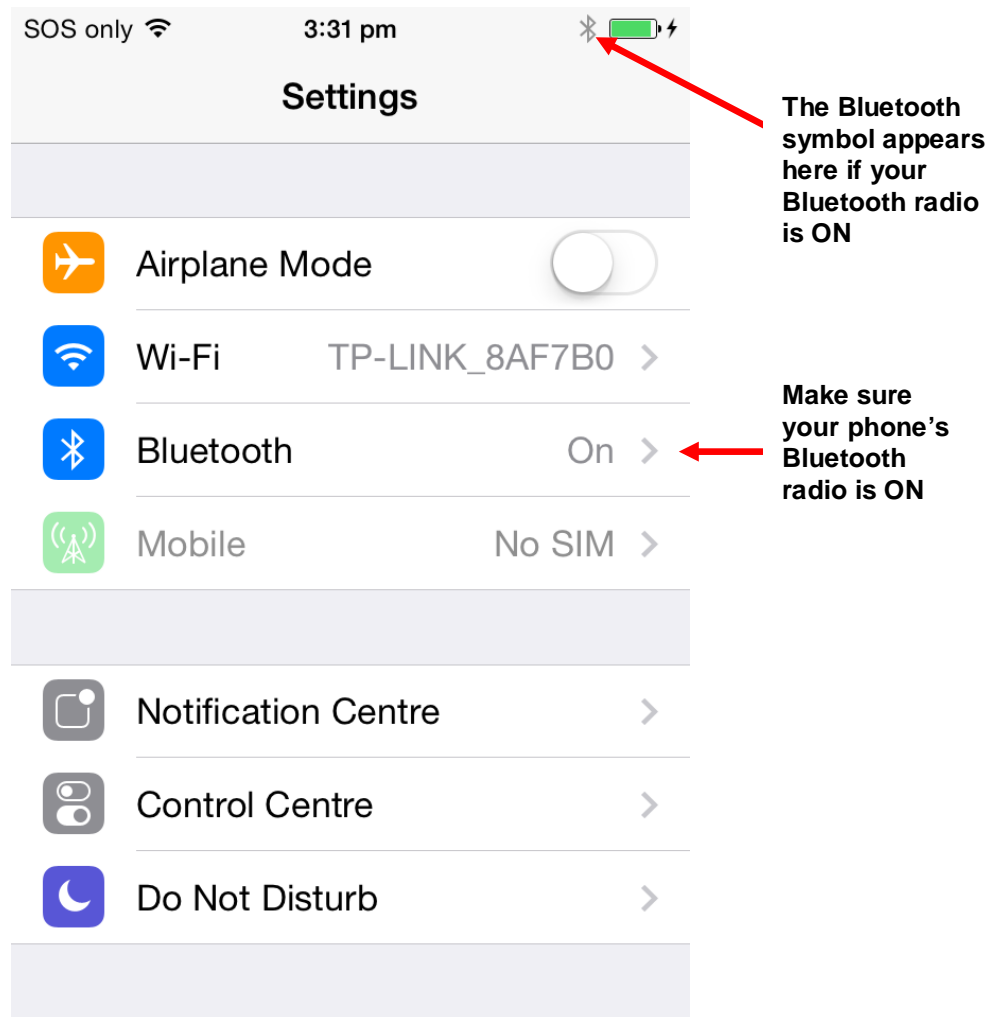 SOS only 3:31 pm
Settings
The Bluetooth
symbol appears
here if your
Bluetooth radio
is ON
Airplane Mode
Wi-Fi TP-LINK_8AF7B0
Bluetooth On
Make sure
your phone’s
Bluetooth
radio is ON
Mobile No SIM
Notification Centre
Control Centre
Do Not Disturb